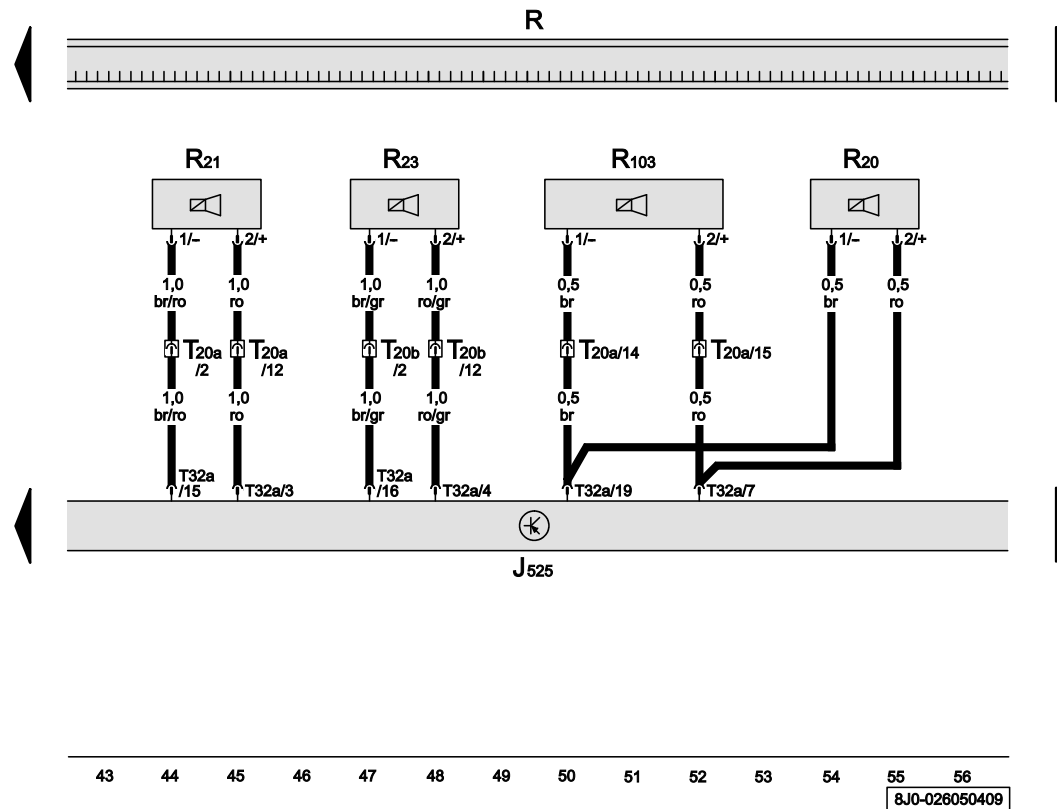 R
R21 R23 R103 R20
1/– 2/+ 1/– 2/+ 1/– 2/+ 1/– 2/+
1,0 1,0 1,0 1,0 0,5 0,5 0,5 0,5
br/ro ro br/gr ro/gr br ro br ro
T20a T20a T20b T20b T20a/14 T20a/15
/2 /12 /2 /12
1,0 1,0 1,0 1,0 0,5 0,5
br/ro ro br/gr ro/gr br ro
T32a T32a
/15 T32a/3 /16 T32a/4 T32a/19 T32a/7
J525
43 44 45 46 47 48 49 50 51 52 53 54 55 56
8J0-026050409